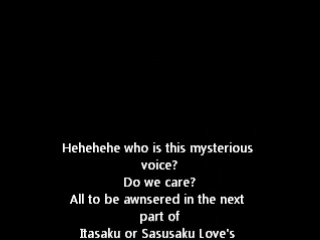 Hehehehe who is this mysterious
voice?
Do we care?
All to be awnsered in the next
part of
Itasaku or Sasusaku Love's